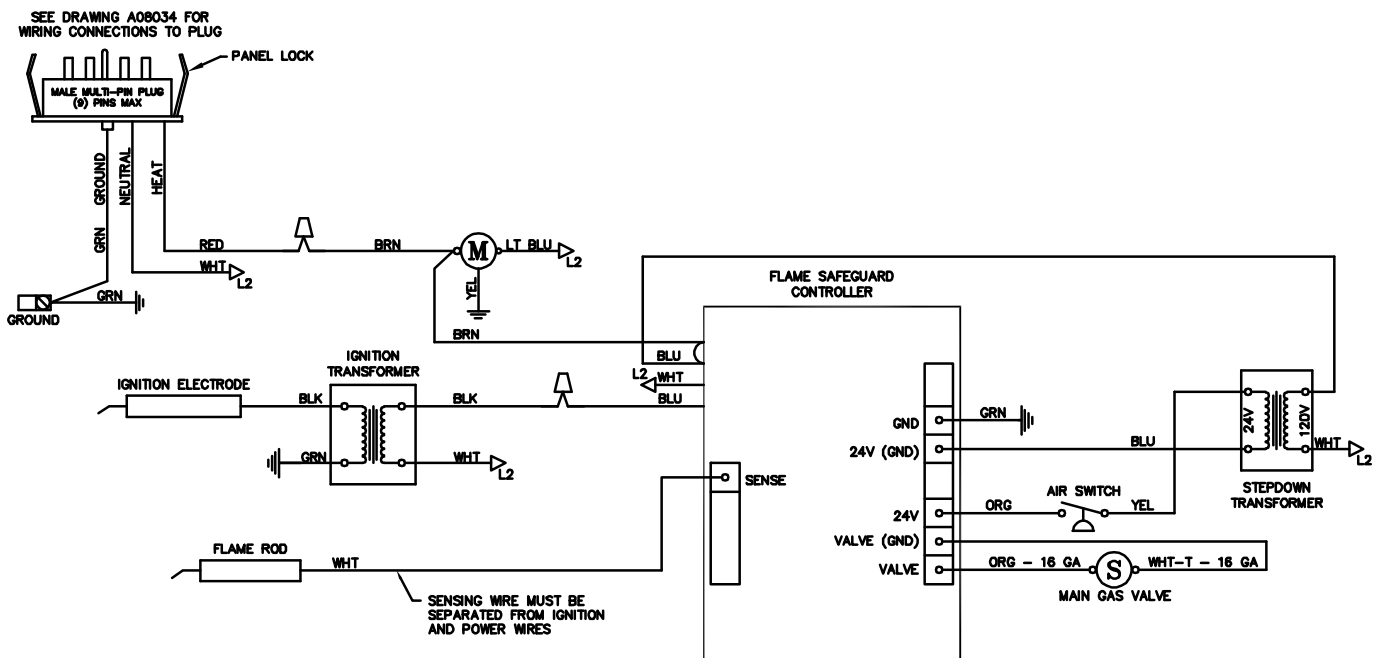 SEE DRAWING A08034 FOR
WIRING CONNECTIONS TO PLUG
PANEL LOCK
MALE MULTI-PIN PLUG
(9) PINS MAX
GRN GROUND
NEUTRAL
HEAT
RED
BRN
M
LT BLU
L2
WHT
L2
YEL
GRN
GROUND
FLAME SAFEGUARD
CONTROLLER
BRN
BLU
L2
WHT
BLU
IGNITION
TRANSFORMER
IGNITION ELECTRODE
BLK
BLK
GRN
WHT
L2
SENSE
FLAME ROD
WHT
SENSING WIRE MUST BE
SEPARATED FROM IGNITION
AND POWER WIRES
GND
GRN
24V (GND)
BLU
24V
120V
WHT
L2
STEPDOWN
TRANSFORMER
AIR SWITCH
24V
ORG
YEL
VALVE (GND)
VALVE
ORG - 16 GA
S
WHT-T - 16 GA
MAIN GAS VALVE